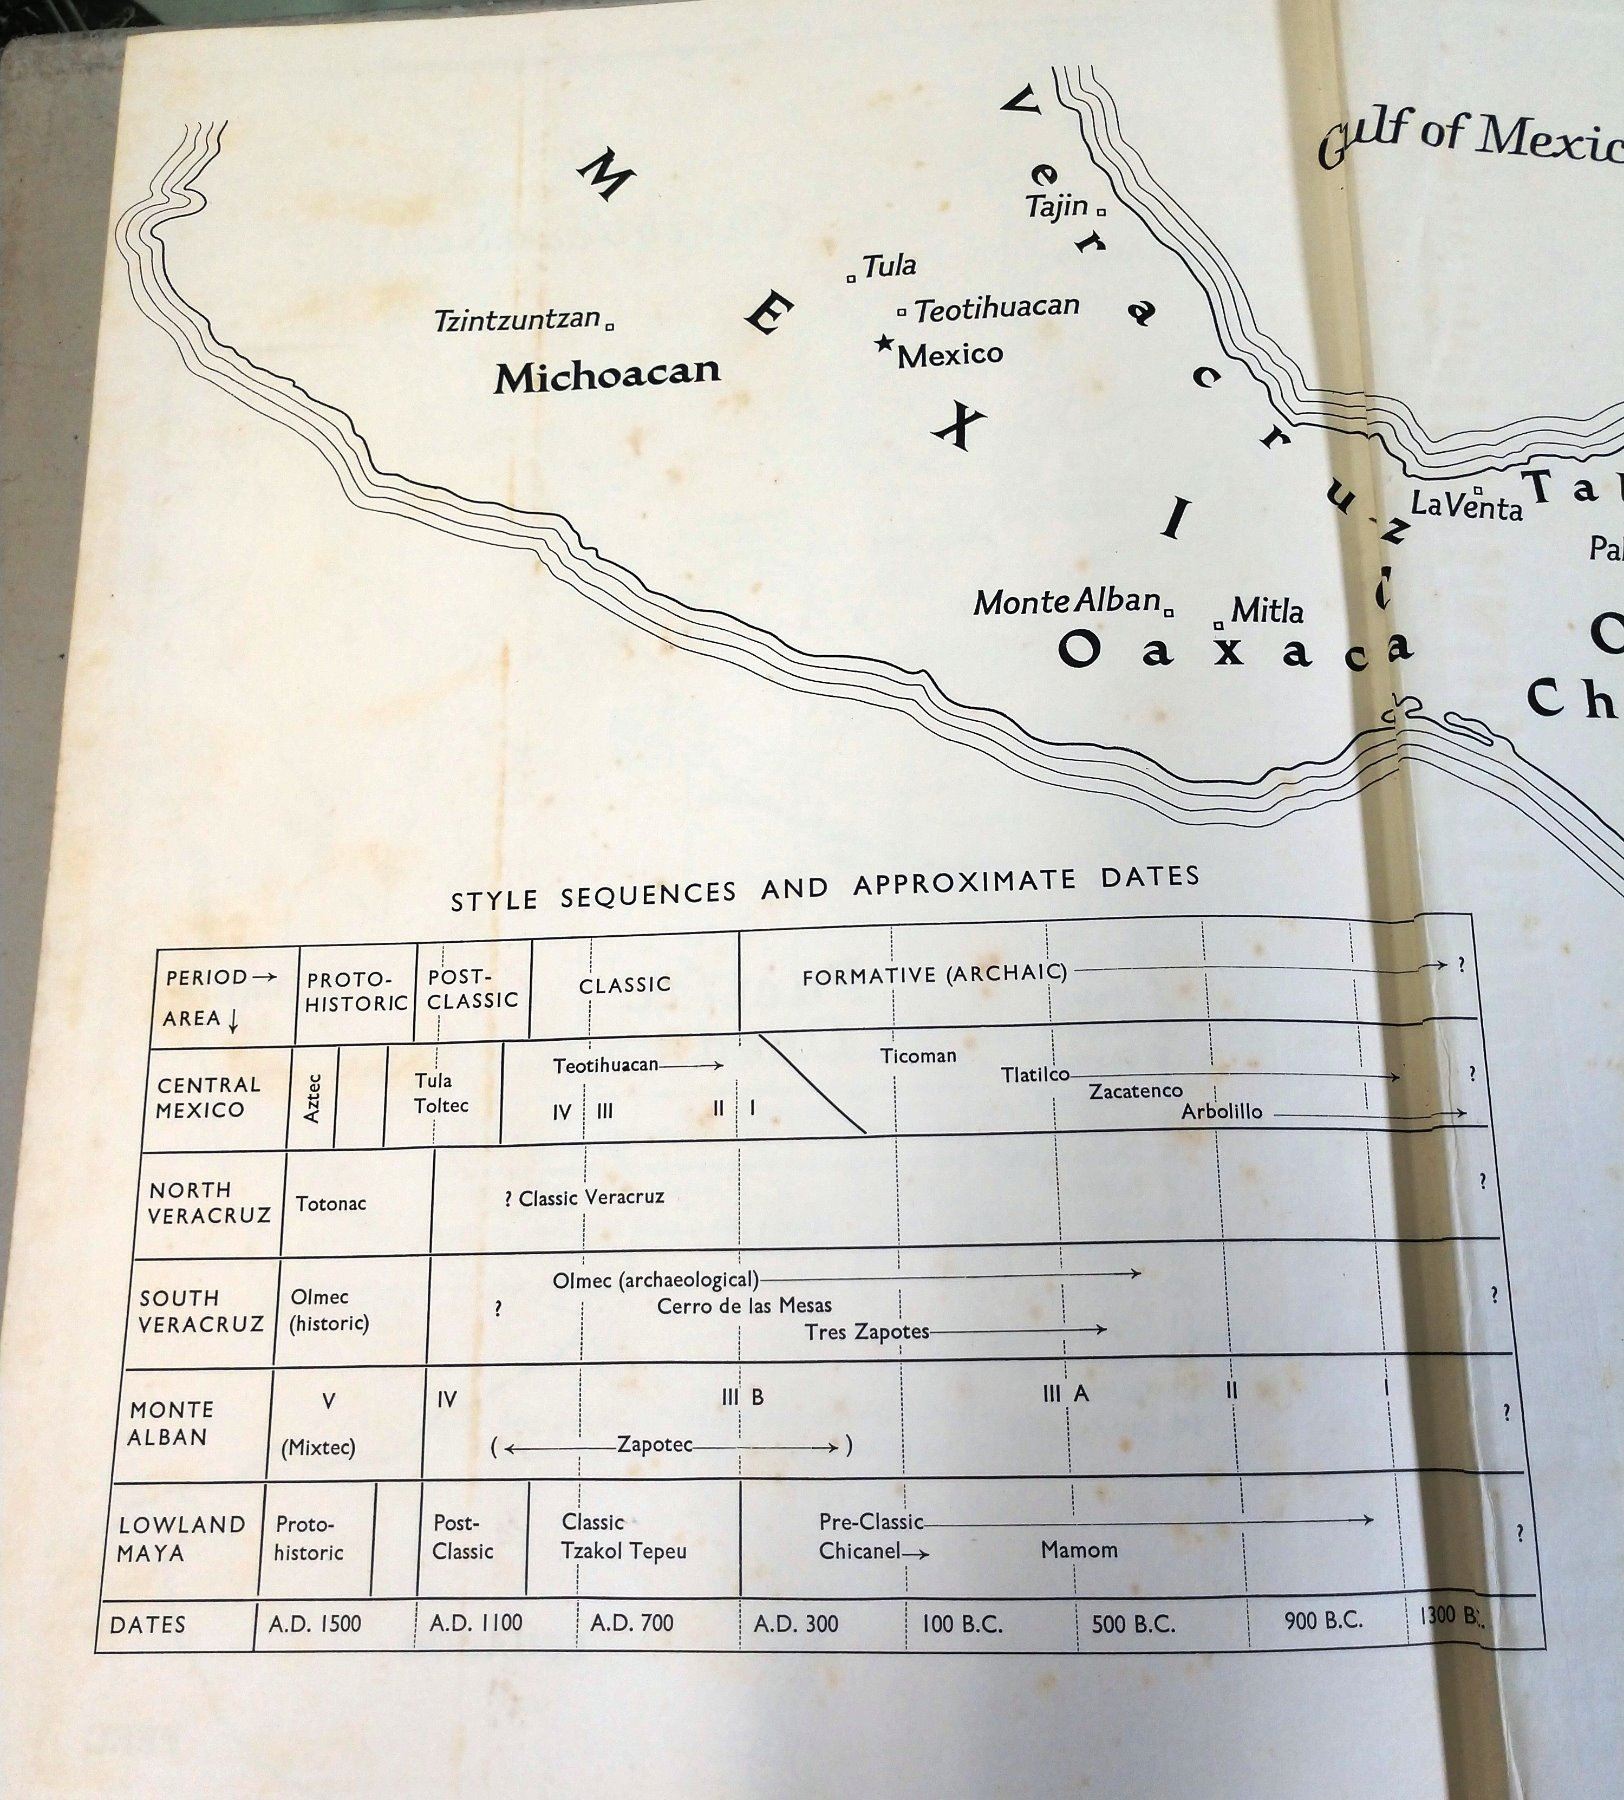 Gulf of Mexic
M E X I C
Veracruz
Tajin
Tula
Teotihuacan
Mexico
Tzintzuntzan
Michoacan
La Venta
Monte Alban
Mitla
Oaxaca
Ch
STYLE SEQUENCES AND APPROXIMATE DATES
PERIOD→
AREA↓
PROTO-
HISTORIC
POST-
CLASSIC
CLASSIC
FORMATIVE (ARCHAIC) → ?
CENTRAL
MEXICO
Aztec
Tula
Toltec
Teotihuacan→
IV III II I
Ticoman
Tlatilco→
Zacatenco
Arbolillo→
?
NORTH
VERACRUZ
Totonac
? Classic Veracruz
?
SOUTH
VERACRUZ
Olmec
(historic)
?
Olmec (archaeological)→
Cerro de las Mesas
Tres Zapotes→
?
MONTE
ALBAN
V
(Mixtec)
IV III B III A II I
(←Zapotec→)
?
LOWLAND
MAYA
Proto-
historic
Post-
Classic
Classic
Tzakol Tepeu
Pre-Classic→
Chicanel→ Mamom
?
DATES A.D. 1500 A.D. 1100 A.D. 700 A.D. 300 100 B.C. 500 B.C. 900 B.C. 1300 B.